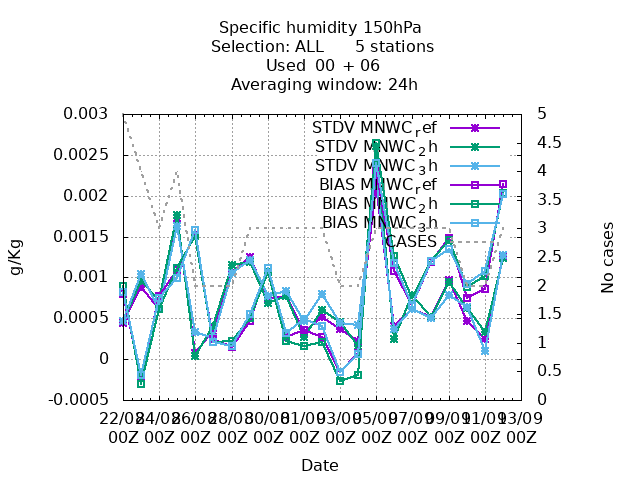 Specific humidity 150hPa
Selection: ALL 5 stations
Used 00 + 06
Averaging window: 24h
STDV MNWC_ref
STDV MNWC_2h
STDV MNWC_3h
BIAS MNWC_ref
BIAS MNWC_2h
BIAS MNWC_3h
CASES
0.003
0.0025
0.002
0.0015
0.001
0.0005
0
-0.0005
g/Kg
5
4.5
4
3.5
3
2.5
2
1.5
1
0.5
0
No cases
22/08 24/08 26/08 28/08 30/08 01/09 03/09 05/09 07/09 09/09 11/09 13/09
00Z 00Z 00Z 00Z 00Z 00Z 00Z 00Z 00Z 00Z 00Z 00Z
Date